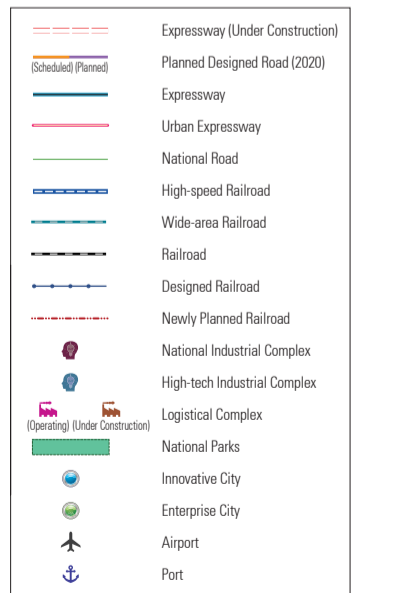 Expressway (Under Construction)
(Scheduled) (Planned) Planned Designed Road (2020)
Expressway
Urban Expressway
National Road
High-speed Railroad
Wide-area Railroad
Railroad
Designed Railroad
Newly Planned Railroad
National Industrial Complex
High-tech Industrial Complex
Logistical Complex
(Operating) (Under Construction)
National Parks
Innovative City
Enterprise City
Airport
Port